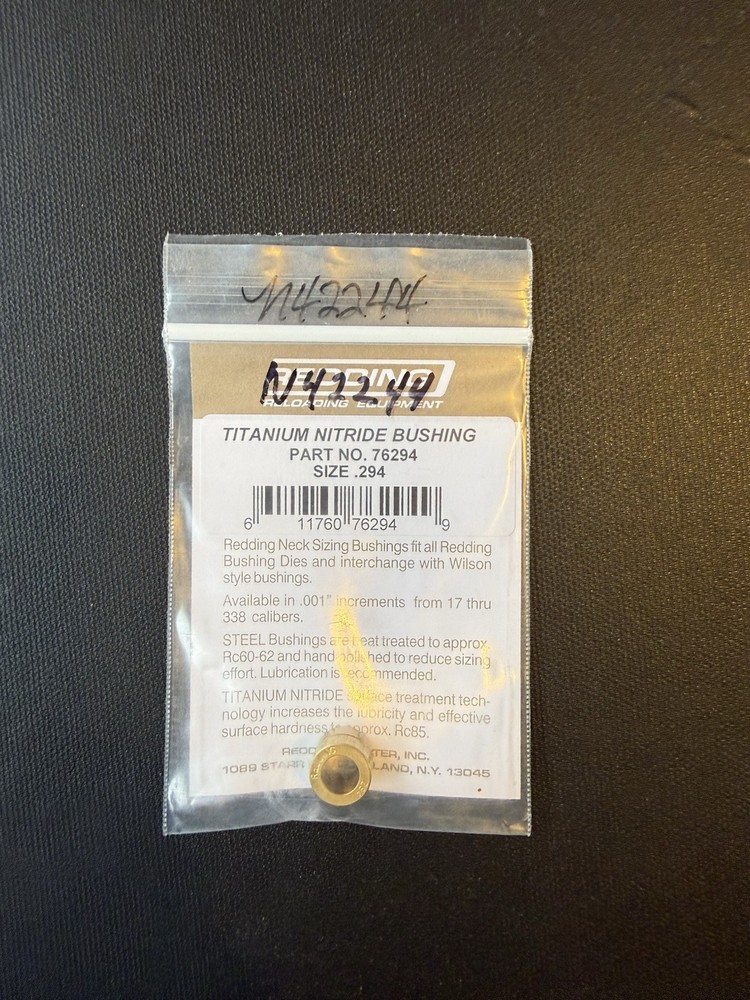 N42244
REDDING
N42244
RELOADING EQUIPMENT
TITANIUM NITRIDE BUSHING
PART NO. 76294
SIZE .294
6 11760 76294 9
Redding Neck Sizing Bushings fit all Redding
Bushing Dies and interchange with Wilson
style bushings.
Available in .001" increments from 17 thru
338 calibers.
STEEL Bushings are heat treated to approx.
Rc60-62 and hand polished to reduce sizing
effort. Lubrication is recommended.
TITANIUM NITRIDE surface treatment tech-
nology increases the lubricity and effective
surface hardness to approx. Rc85.
REDD TER, INC.
1089 STARR LAND, N.Y. 13045